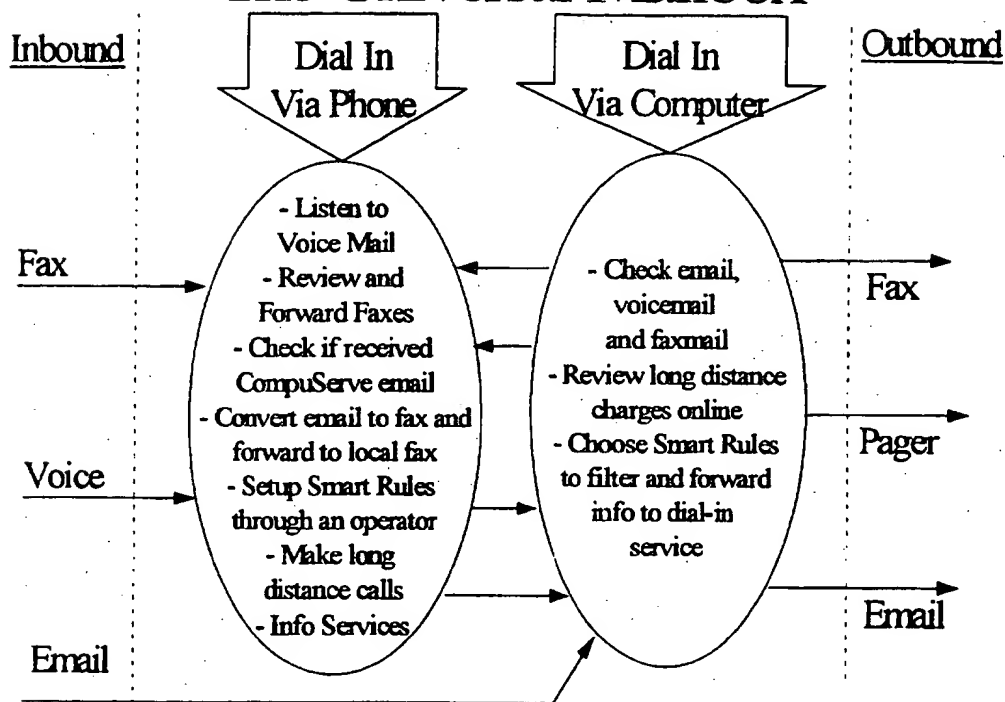 Inbound
Dial In
Via Phone
Dial In
Via Computer
Outbound
Fax
Voice
Email
- Listen to
Voice Mail
- Review and
Forward Faxes
- Check if received
CompuServe email
- Convert email to fax and
forward to local fax
- Setup Smart Rules
through an operator
- Make long
distance calls
- Info Services
- Check email,
voicemail
and faxmail
- Review long distance
charges online
- Choose Smart Rules
to filter and forward
info to dial-in
service
Fax
Pager
Email